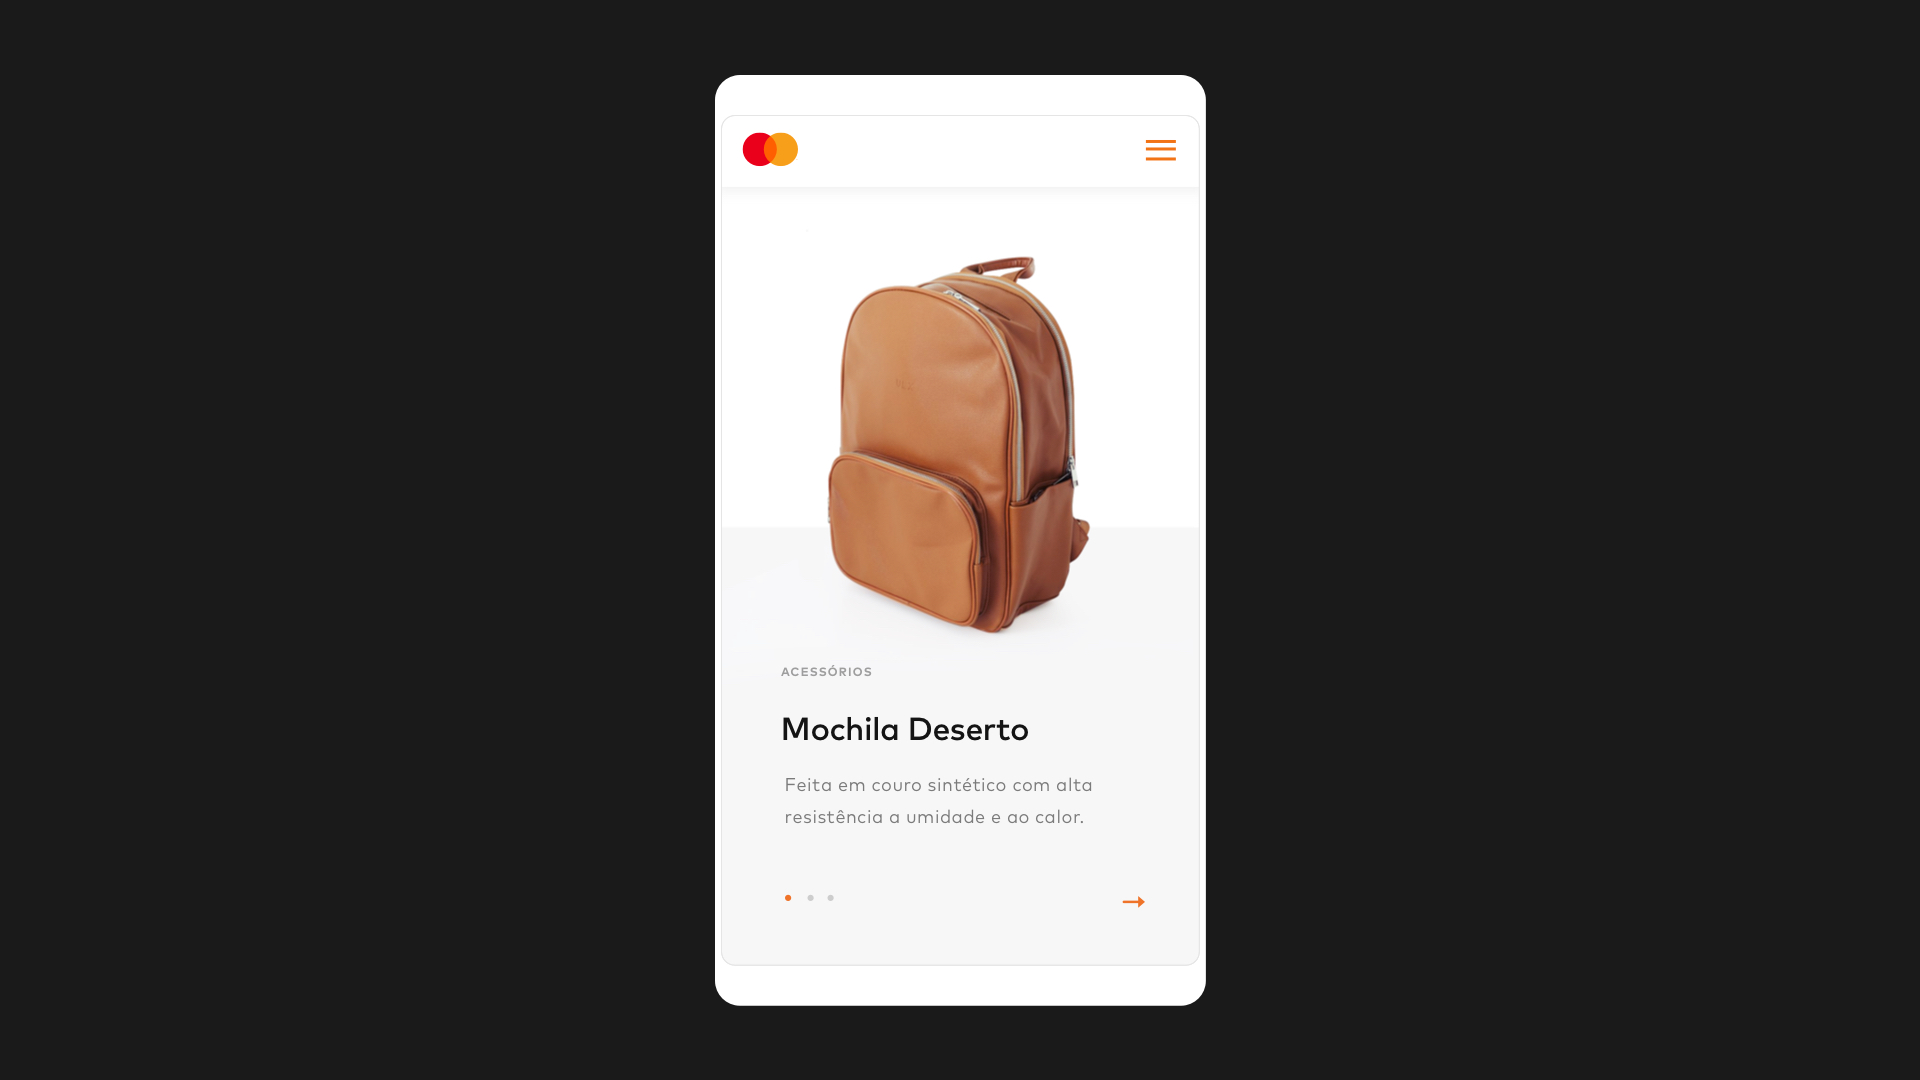 ACESSÓRIOS
Mochila Deserto
Feita em couro sintético com alta
resistência a umidade e ao calor.